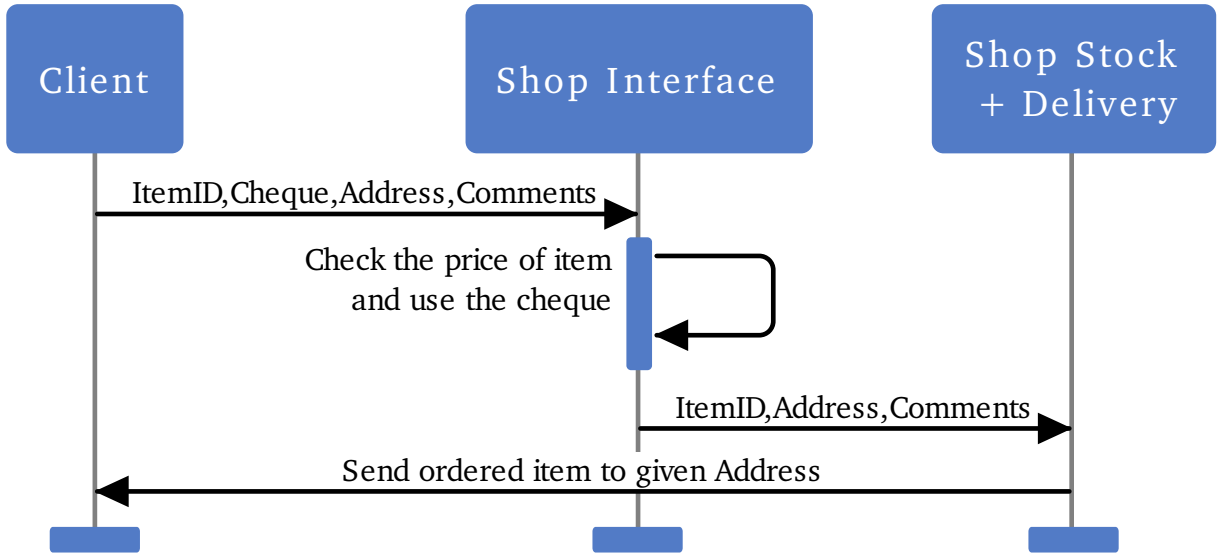 Client
Shop Interface
Shop Stock
+ Delivery
ItemID,Cheque,Address,Comments
Check the price of item
and use the cheque
ItemID,Address,Comments
Send ordered item to given Address